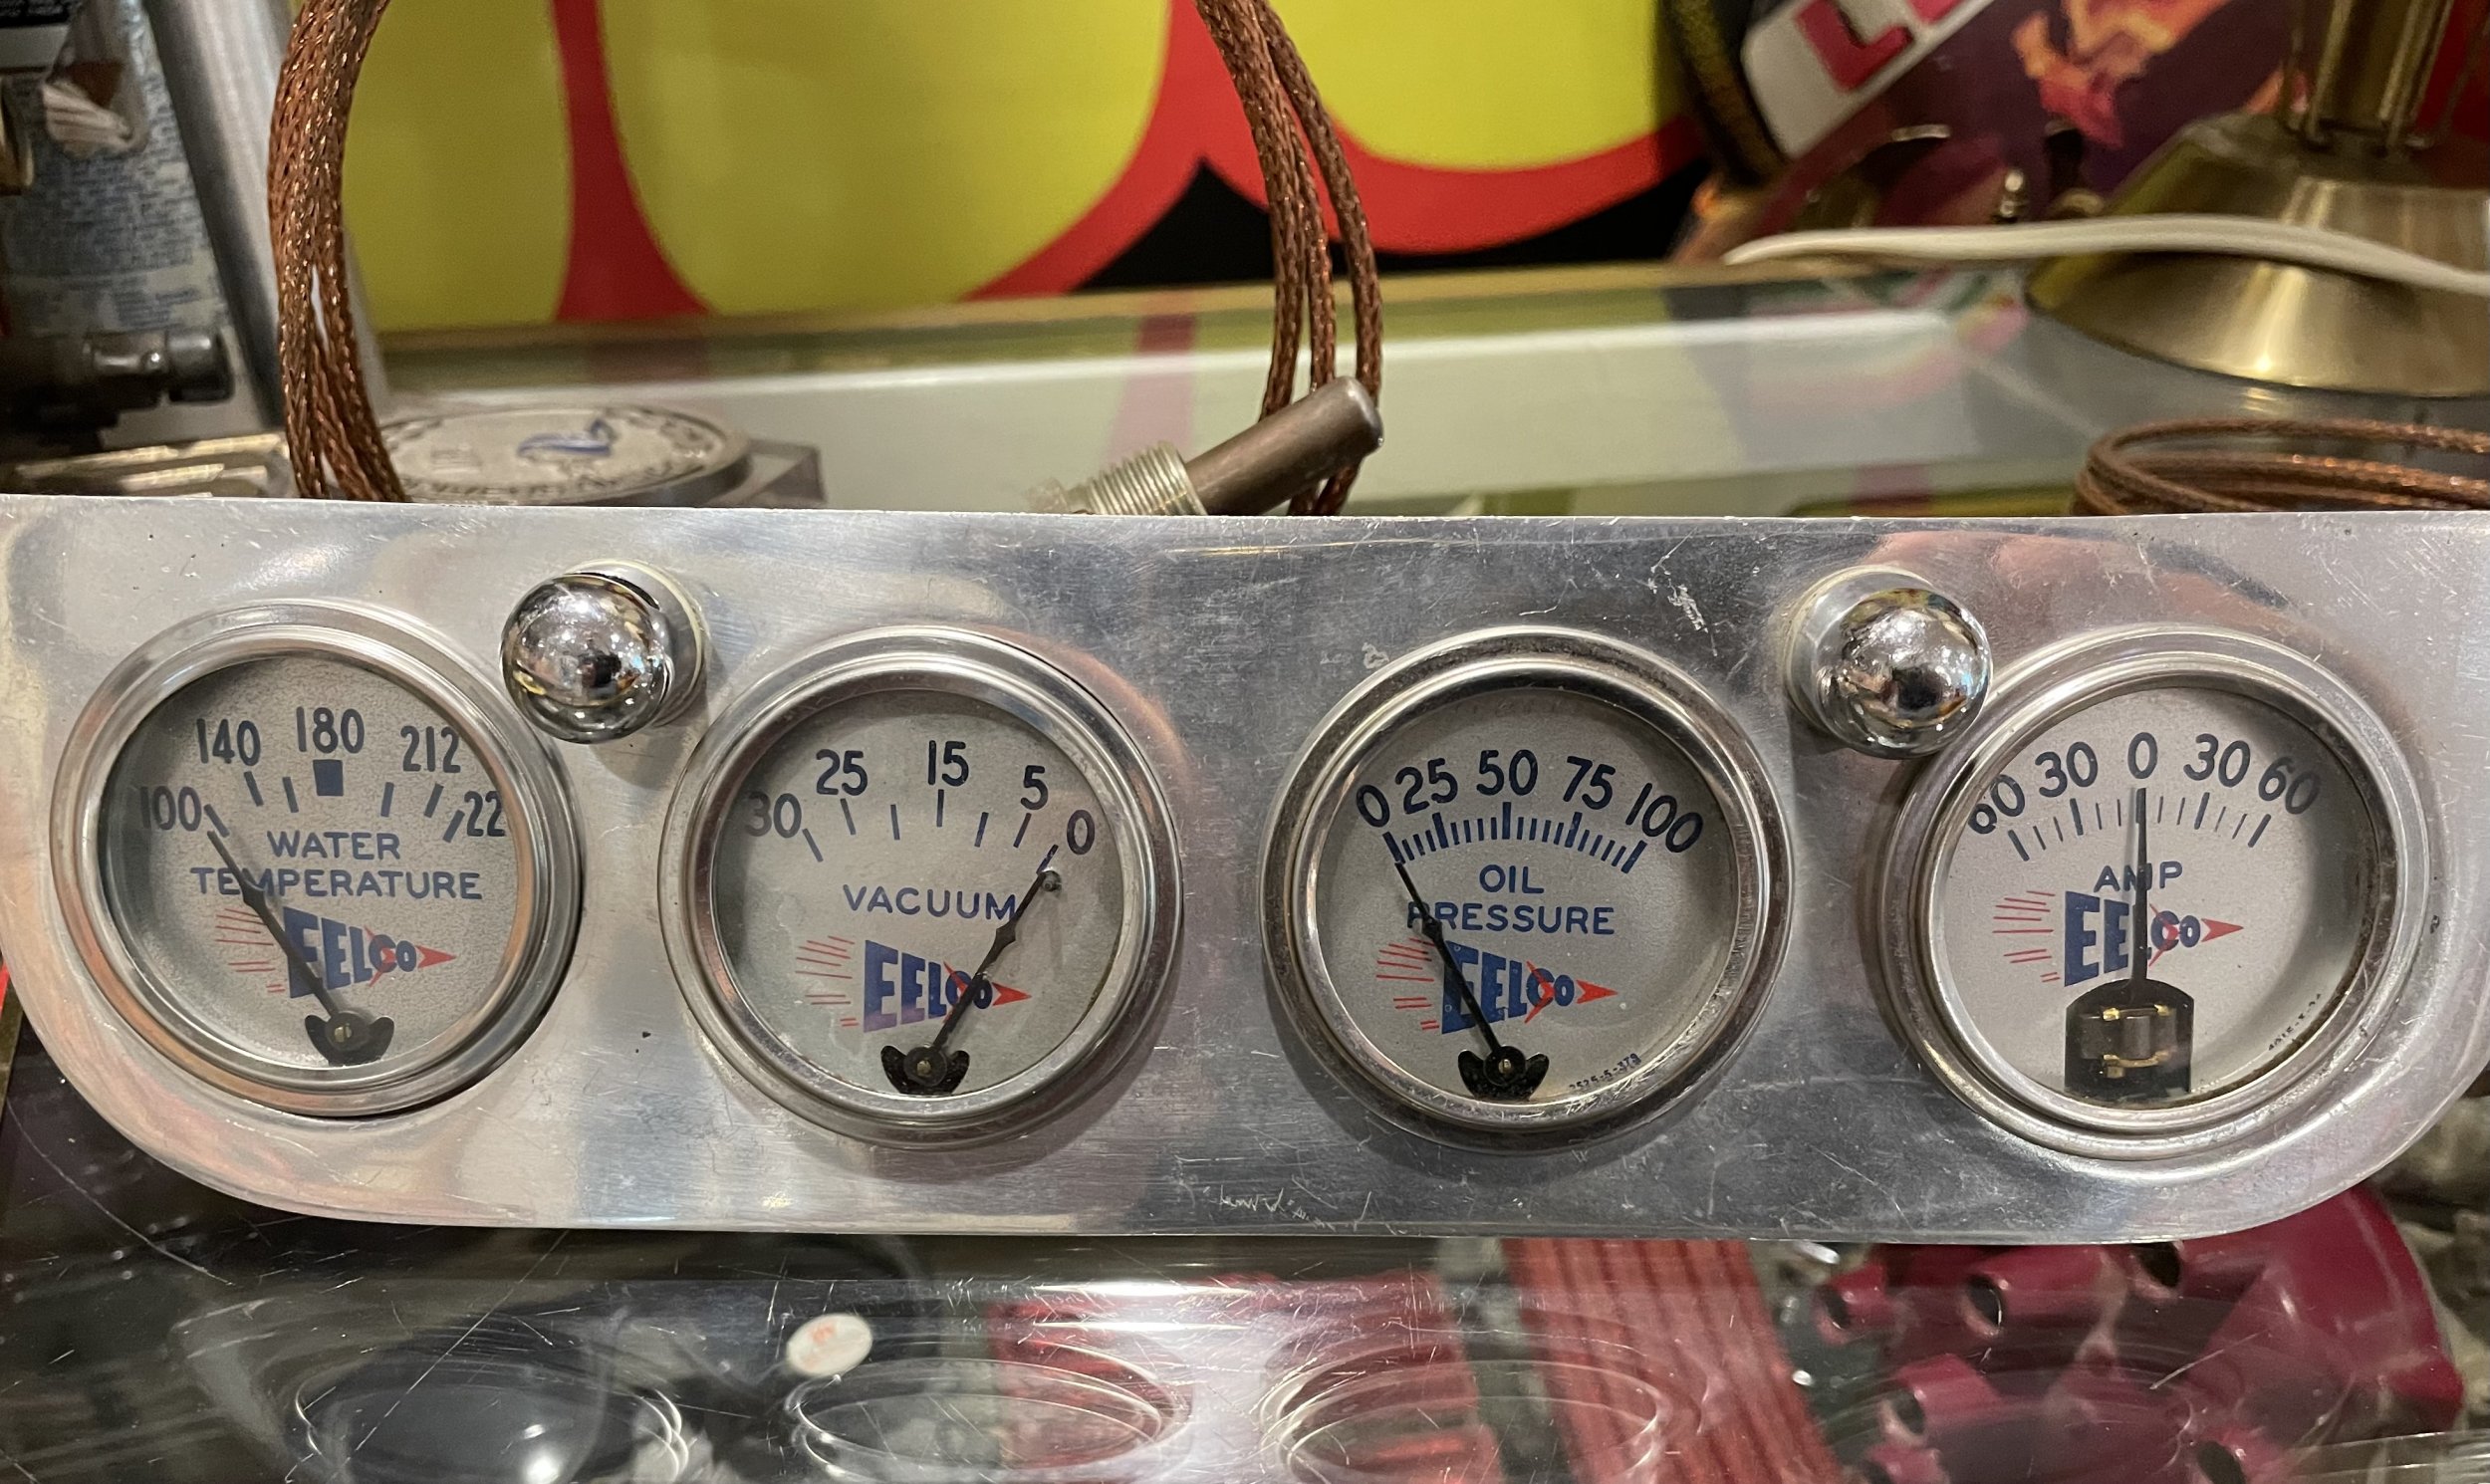 140 180 212
100 22
WATER
TEMPERATURE
EELCO
25 15 5
30 0
VACUUM
EELCO
0 25 50 75 100
OIL
PRESSURE
EELCO
60 30 0 30 60
AMP
EELCO